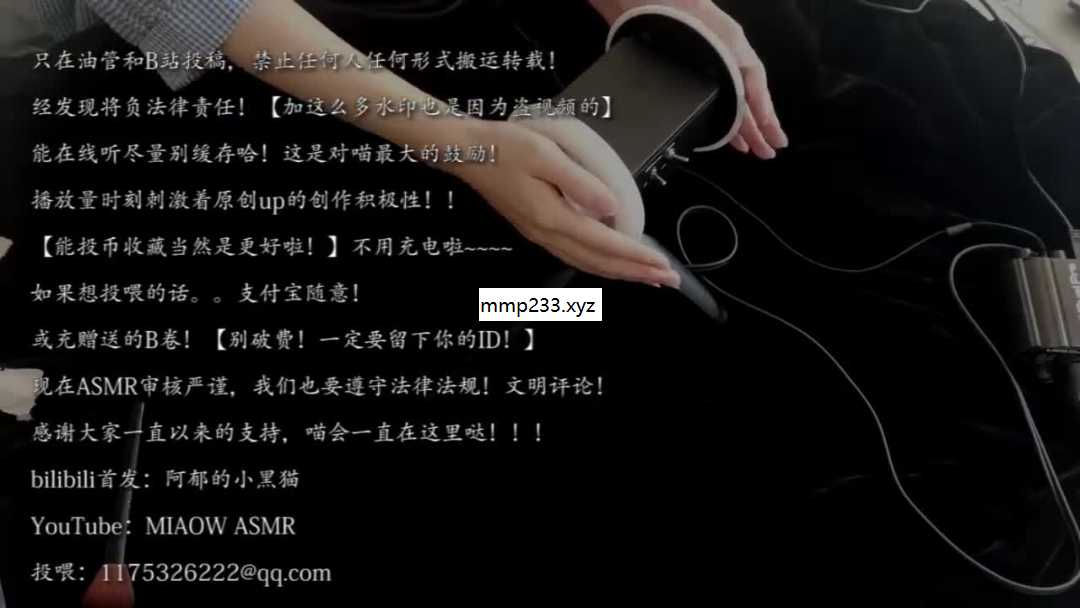 只在油管和B站投稿，禁止任何人任何形式搬运转载！
经发现将负法律责任！【加这么多水印也是因为盗视频的】
能在线听尽量别缓存哈！这是对喵最大的鼓励！
播放量时刻刺激着原创up的创作积极性！！
【能投币收藏当然是更好啦！】不用充电啦~~~~
如果想投喂的话。。支付宝随意！
mmp233.xyz
或充赠送的B卷！【别破费！一定要留下你的ID！】
现在ASMR审核严谨，我们也要遵守法律法规！文明评论！
感谢大家一直以来的支持，喵会一直在这里哒！！！
bilibili首发：阿郁的小黑猫
YouTube：MIAOW ASMR
投喂：1175326222@qq.com